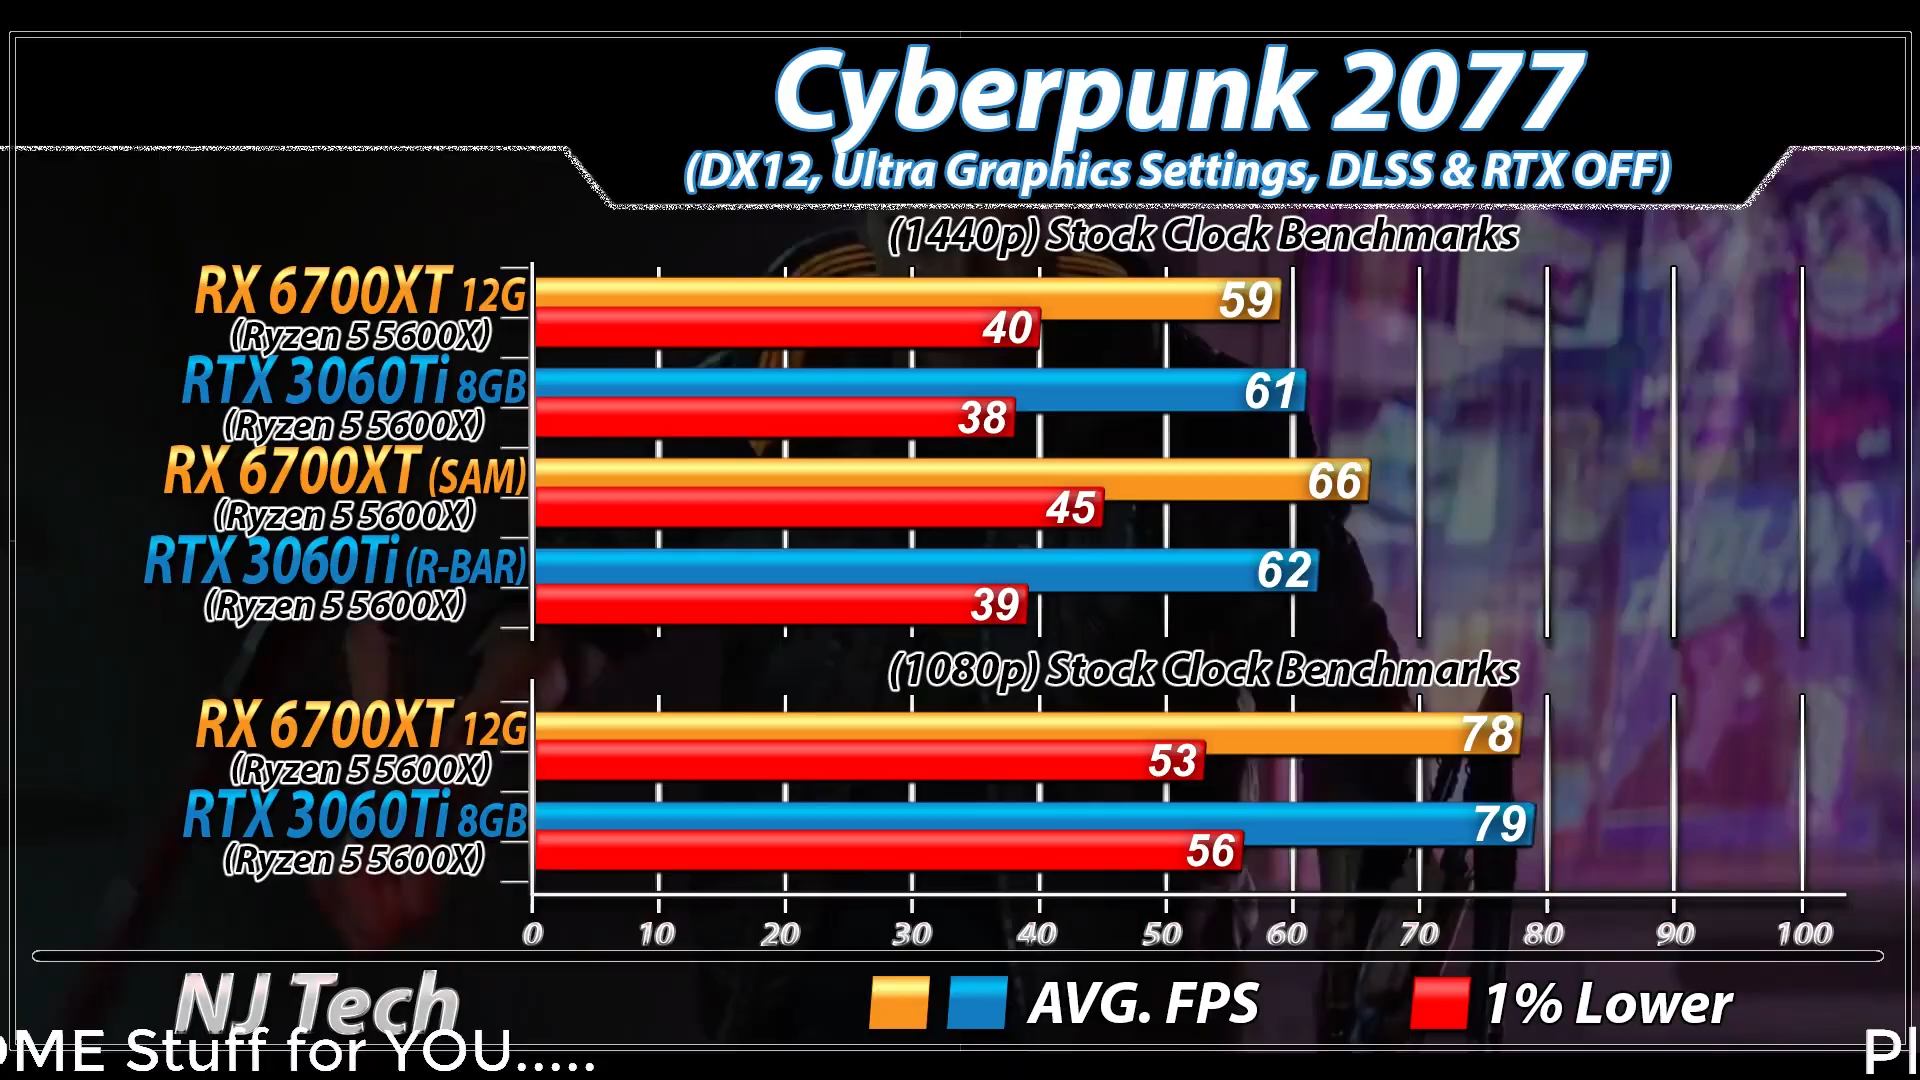 Cyberpunk 2077
(DX12, Ultra Graphics Settings, DLSS & RTX OFF)
(1440p) Stock Clock Benchmarks
RX 6700XT 12G
59
(Ryzen 5 5600X)
40
RTX 3060Ti 8GB
61
(Ryzen 5 5600X)
38
RX 6700XT (SAM)
66
(Ryzen 5 5600X)
45
RTX 3060Ti (R-BAR)
62
(Ryzen 5 5600X)
39
(1080p) Stock Clock Benchmarks
RX 6700XT 12G
78
(Ryzen 5 5600X)
53
RTX 3060Ti 8GB
79
(Ryzen 5 5600X)
56
0 10 20 30 40 50 60 70 80 90 100
NJ Tech
AVG. FPS
1% Lower
OME Stuff for YOU.....